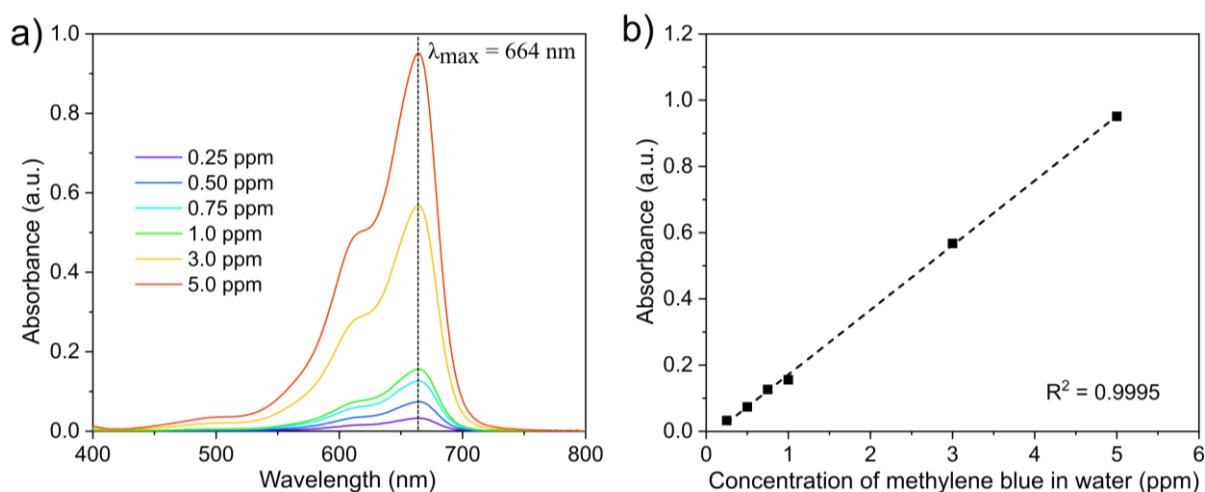 a)
1.0
0.8
0.6
0.4
0.2
0.0
Absorbance (a.u.)
λmax = 664 nm
0.25 ppm
0.50 ppm
0.75 ppm
1.0 ppm
3.0 ppm
5.0 ppm
400 500 600 700 800
Wavelength (nm)
b)
1.2
1.0
0.8
0.6
0.4
0.2
0.0
Absorbance (a.u.)
R² = 0.9995
0 1 2 3 4 5 6
Concentration of methylene blue in water (ppm)